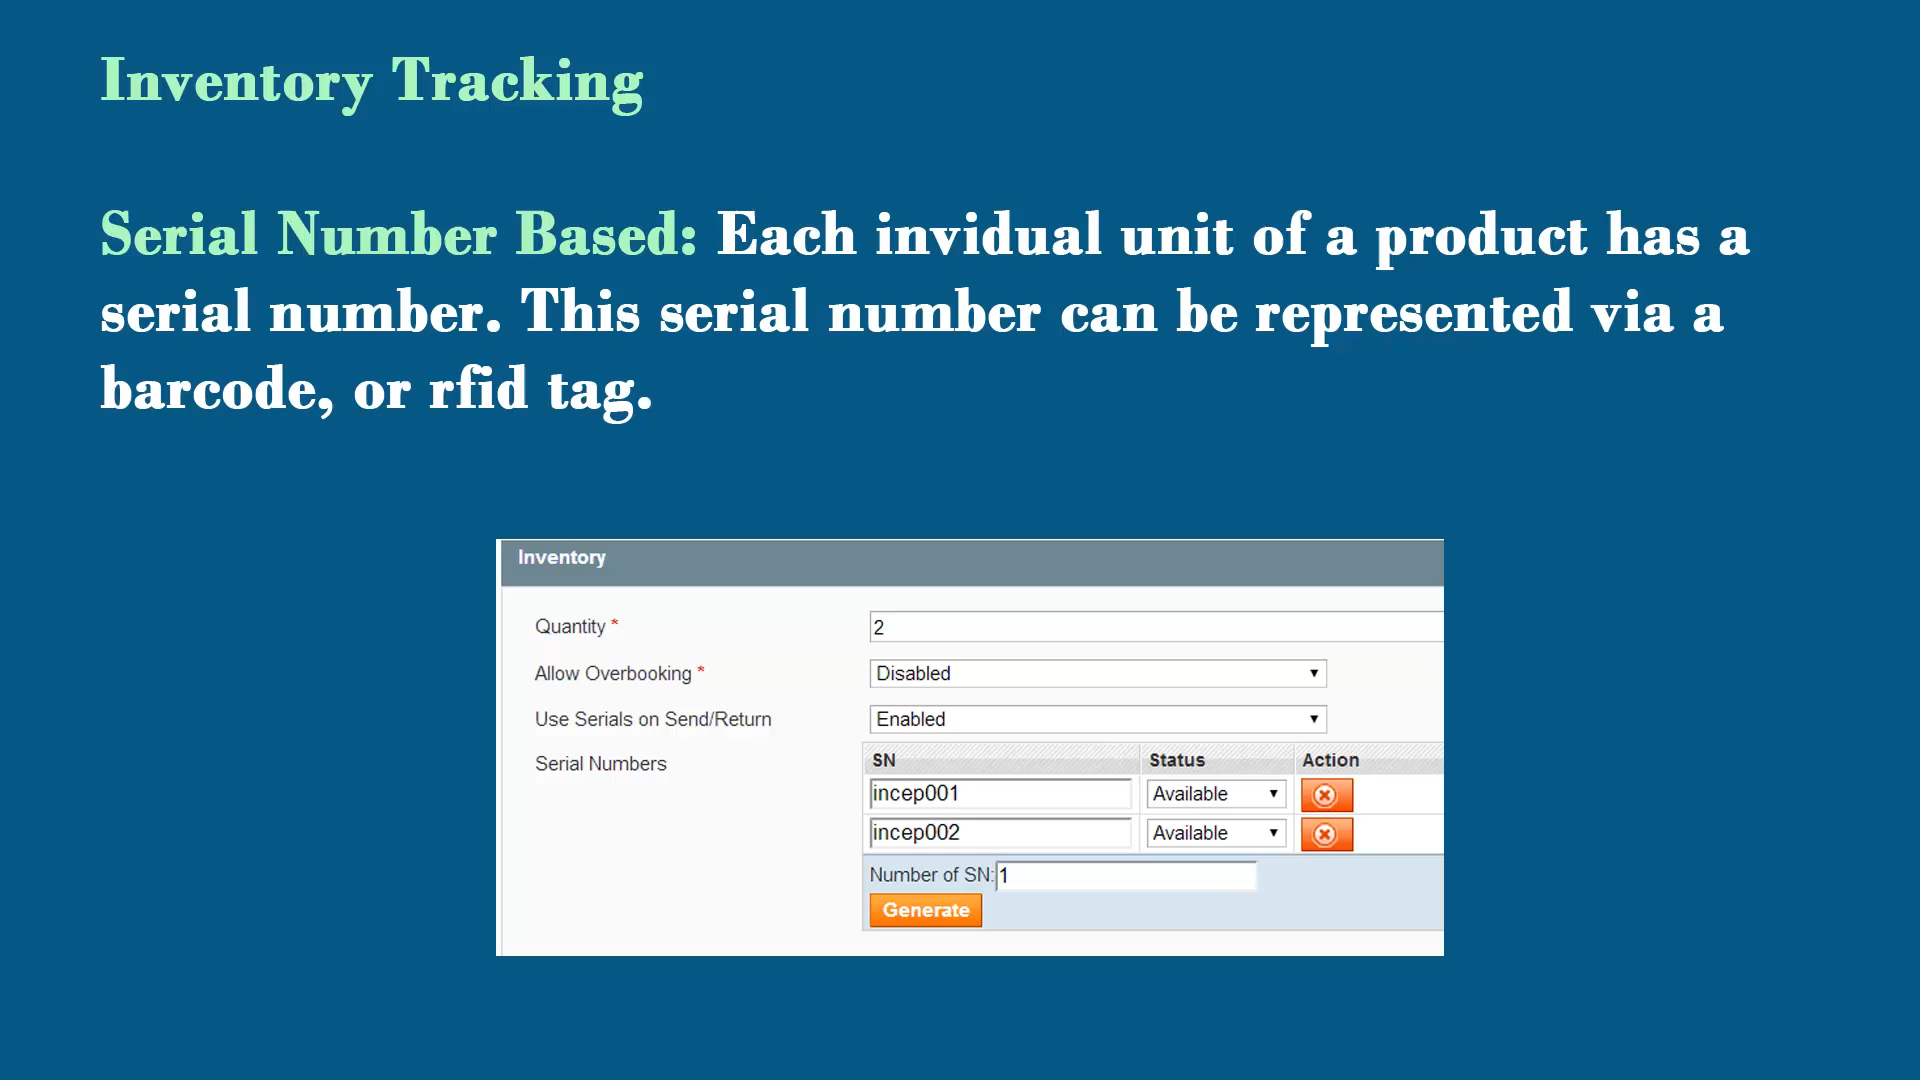 Inventory Tracking
Serial Number Based: Each invidual unit of a product has a
serial number. This serial number can be represented via a
barcode, or rfid tag.
Inventory
Quantity * 2
Allow Overbooking * Disabled
Use Serials on Send/Return Enabled
Serial Numbers SN Status Action
incep001 Available
incep002 Available
Number of SN: 1
Generate